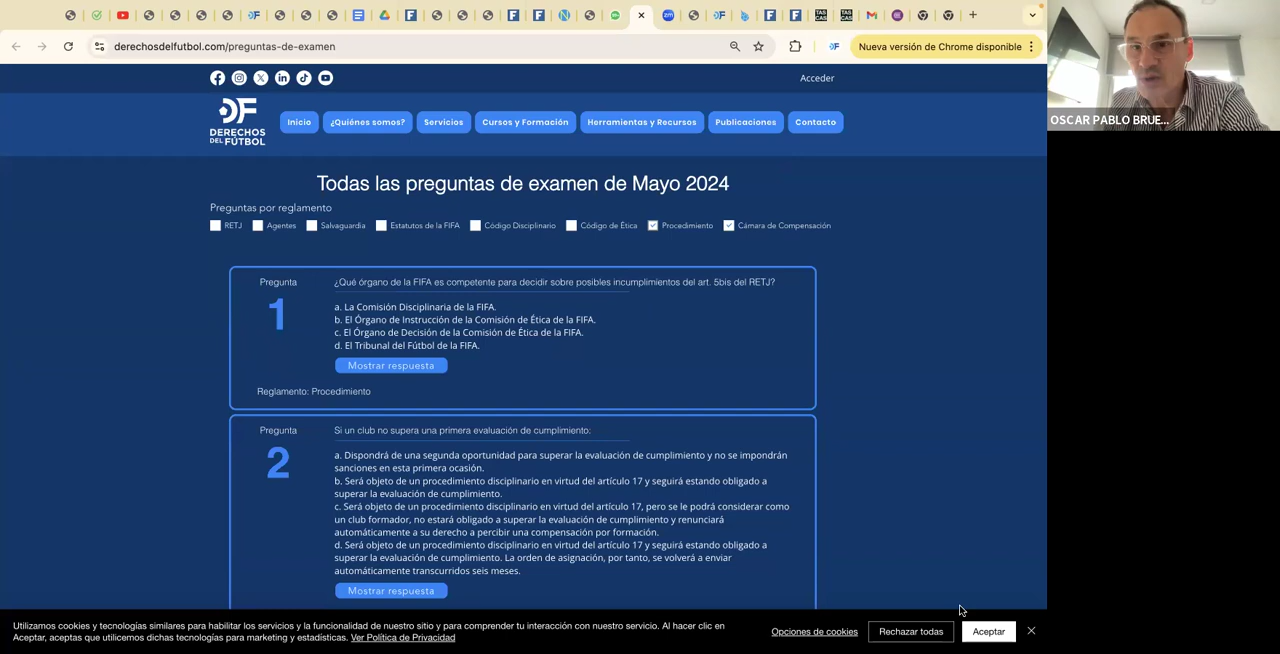 derechosdelfutbol.com/preguntas-de-examen
Nueva versión de Chrome disponible
Acceder
DERECHOS
DEL FÚTBOL
Inicio
¿Quiénes somos?
Servicios
Cursos y Formación
Herramientas y Recursos
Publicaciones
Contacto
OSCAR PABLO BRUE...
Todas las preguntas de examen de Mayo 2024
Preguntas por reglamento
RETJ
Agentes
Salvaguardia
Estatutos de la FIFA
Código Disciplinario
Código de Ética
Procedimiento
Cámara de Compensación
Pregunta
1
¿Qué órgano de la FIFA es competente para decidir sobre posibles incumplimientos del art. 5bis del RETJ?
a. La Comisión Disciplinaria de la FIFA.
b. El Órgano de Instrucción de la Comisión de Ética de la FIFA.
c. El Órgano de Decisión de la Comisión de Ética de la FIFA.
d. El Tribunal del Fútbol de la FIFA.
Mostrar respuesta
Reglamento: Procedimiento
Pregunta
2
Si un club no supera una primera evaluación de cumplimiento:
a. Dispondrá de una segunda oportunidad para superar la evaluación de cumplimiento y no se impondrán
sanciones en esta primera ocasión.
b. Será objeto de un procedimiento disciplinario en virtud del artículo 17 y seguirá estando obligado a
superar la evaluación de cumplimiento.
c. Será objeto de un procedimiento disciplinario en virtud del artículo 17, pero se le podrá considerar como
un club formador, no estará obligado a superar la evaluación de cumplimiento y renunciará
automáticamente a su derecho a percibir una compensación por formación.
d. Será objeto de un procedimiento disciplinario en virtud del artículo 17 y seguirá estando obligado a
superar la evaluación de cumplimiento. La orden de asignación, por tanto, se volverá a enviar
automáticamente transcurridos seis meses.
Mostrar respuesta
Utilizamos cookies y tecnologías similares para habilitar los servicios y la funcionalidad de nuestro sitio y para comprender tu interacción con nuestro servicio. Al hacer clic en
Aceptar, aceptas que utilicemos dichas tecnologías para marketing y estadísticas. Ver Política de Privacidad
Opciones de cookies
Rechazar todas
Aceptar